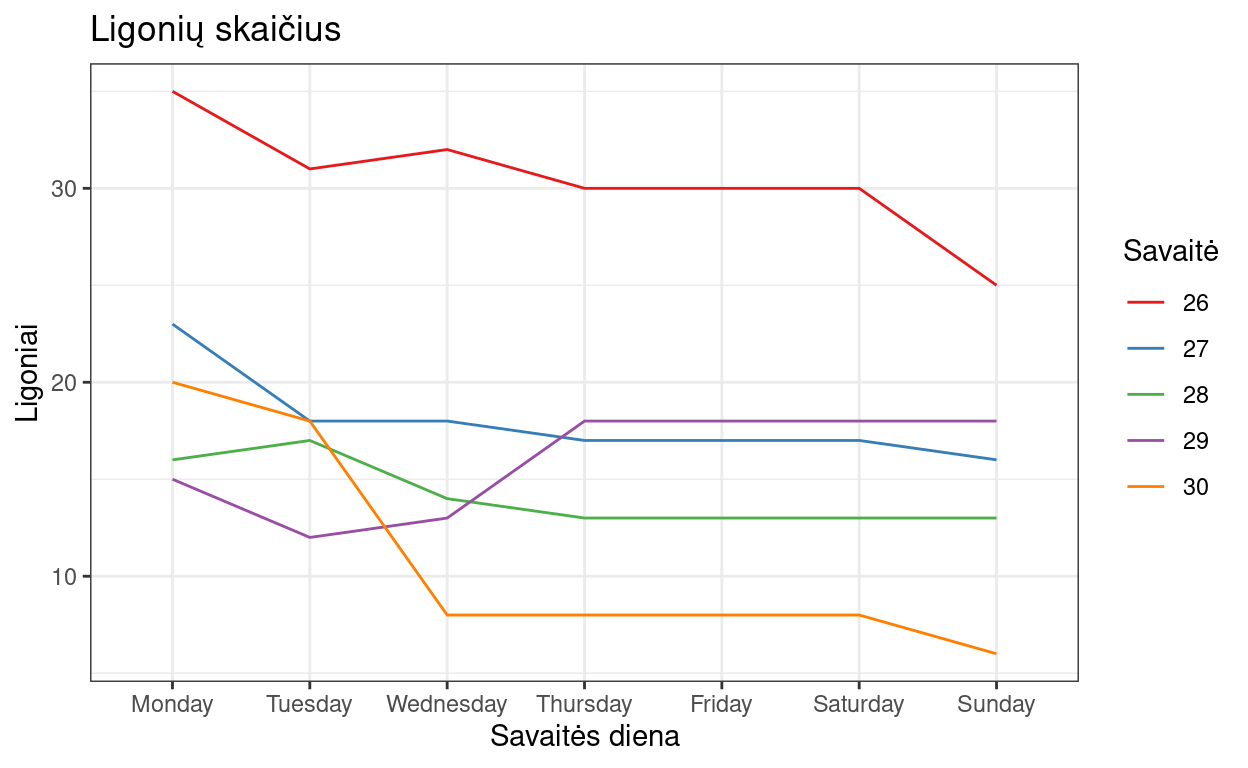 Ligonių skaičius
Ligoniai
30
20
10
Monday Tuesday Wednesday Thursday Friday Saturday Sunday
Savaitės diena
Savaitė
26
27
28
29
30